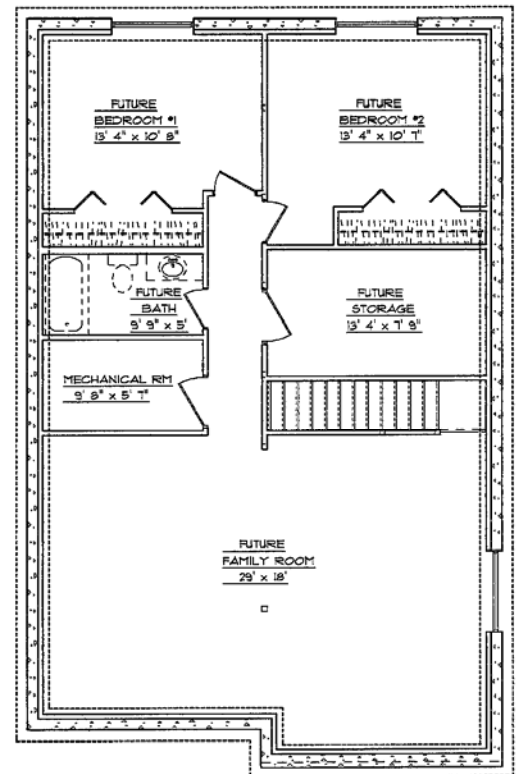 FUTURE
BEDROOM #1
13' 4" x 10' 8"
FUTURE
BEDROOM #2
13' 4" x 10' 7"
FUTURE
BATH
9' 9" x 5'
FUTURE
STORAGE
13' 4' x 7' 9"
MECHANICAL RM
9' 8" x 5' 7"
FUTURE
FAMILY ROOM
29' x 18'